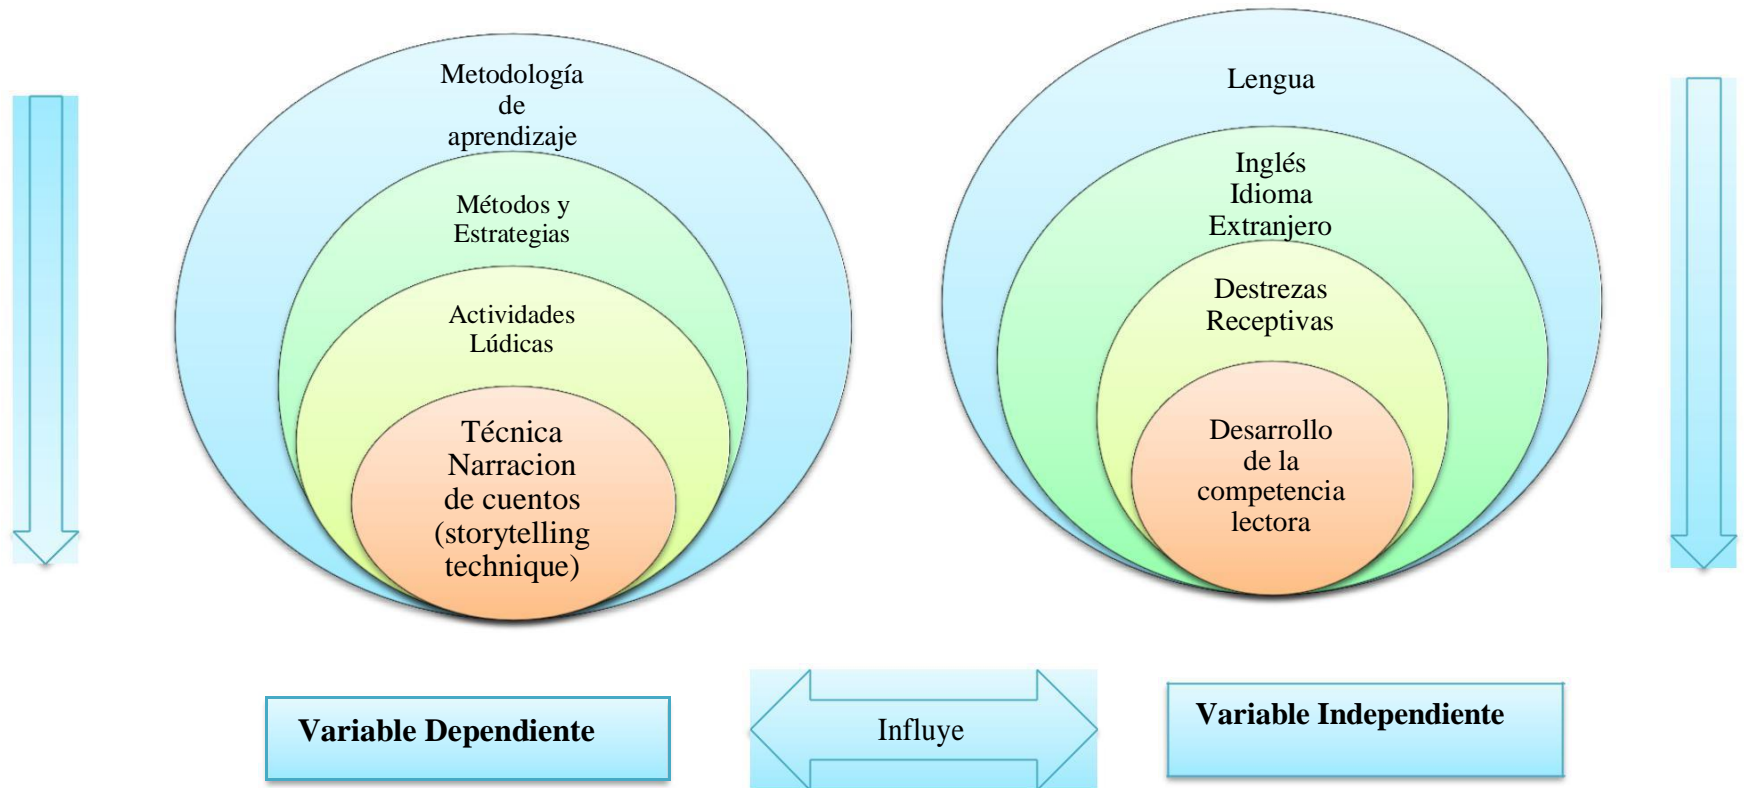 Metodología
de
aprendizaje
Métodos y
Estrategias
Actividades
Lúdicas
Técnica
Narracion
de cuentos
(storytelling
technique)
Lengua
Inglés
Idioma
Extranjero
Destrezas
Receptivas
Desarrollo
de la
competencia
lectora
Variable Dependiente
Influye
Variable Independiente